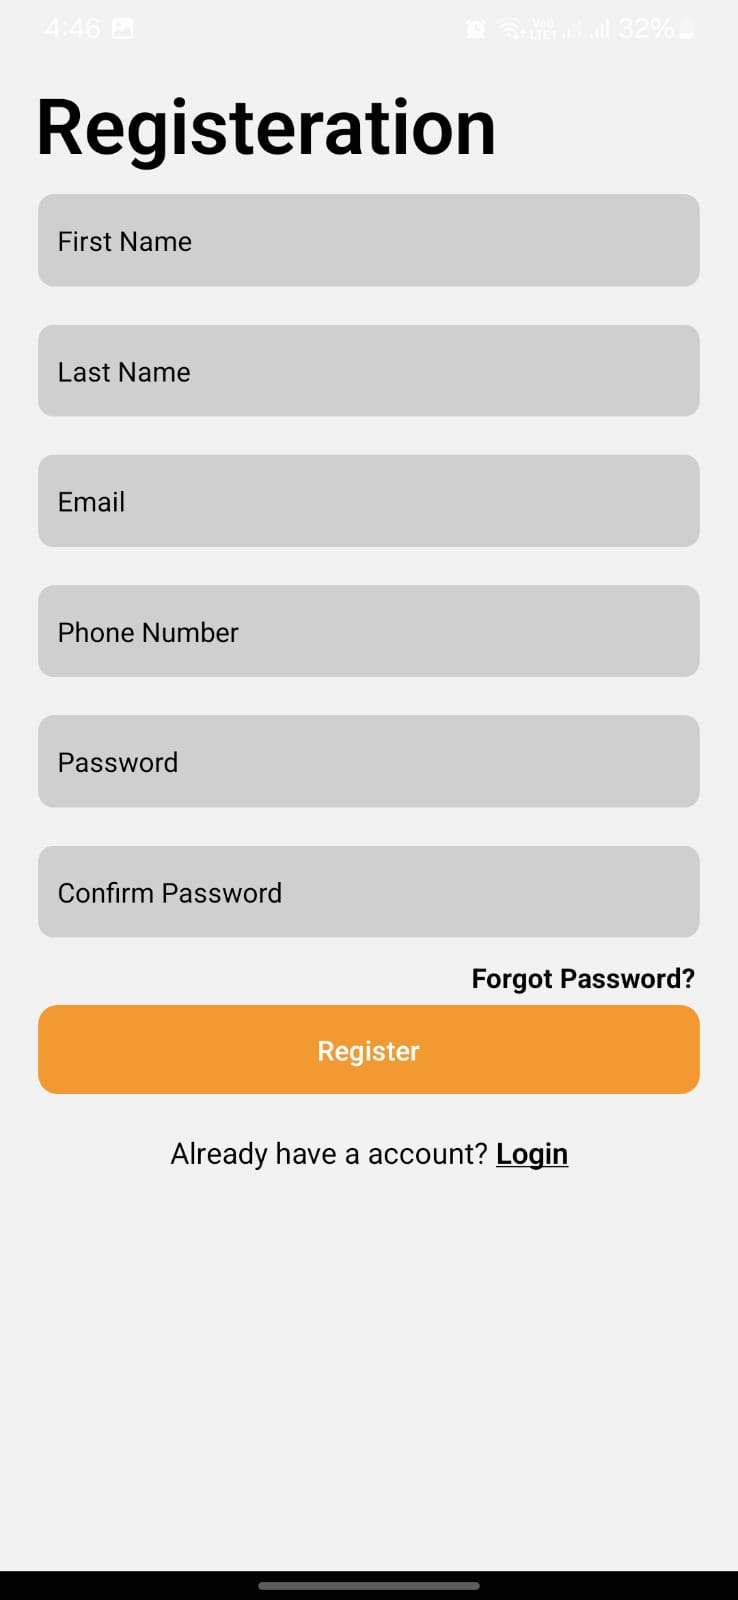 4:46 32%
VoD
LTE1
Registeration
First Name
Last Name
Email
Phone Number
Password
Confirm Password
Forgot Password?
Register
Already have a account? Login